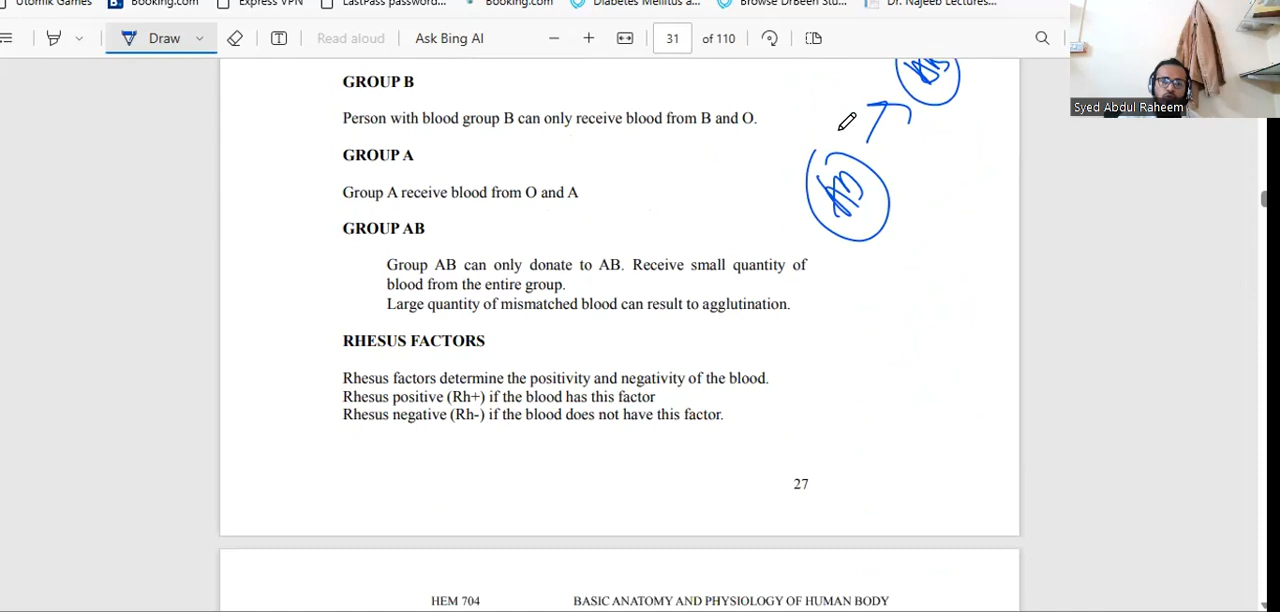 Utomik Games Booking.com Express VPN LastPass password... Booking.com Diabetes Mellitus a... Browse DrBeen Stu... Dr. Najeeb Lectures...
Draw Read aloud Ask Bing AI 31 of 110
Syed Abdul Raheem
GROUP B
Person with blood group B can only receive blood from B and O.
GROUP A
Group A receive blood from O and A
GROUP AB
Group AB can only donate to AB. Receive small quantity of
blood from the entire group.
Large quantity of mismatched blood can result to agglutination.
RHESUS FACTORS
Rhesus factors determine the positivity and negativity of the blood.
Rhesus positive (Rh+) if the blood has this factor
Rhesus negative (Rh-) if the blood does not have this factor.
27
HEM 704 BASIC ANATOMY AND PHYSIOLOGY OF HUMAN BODY